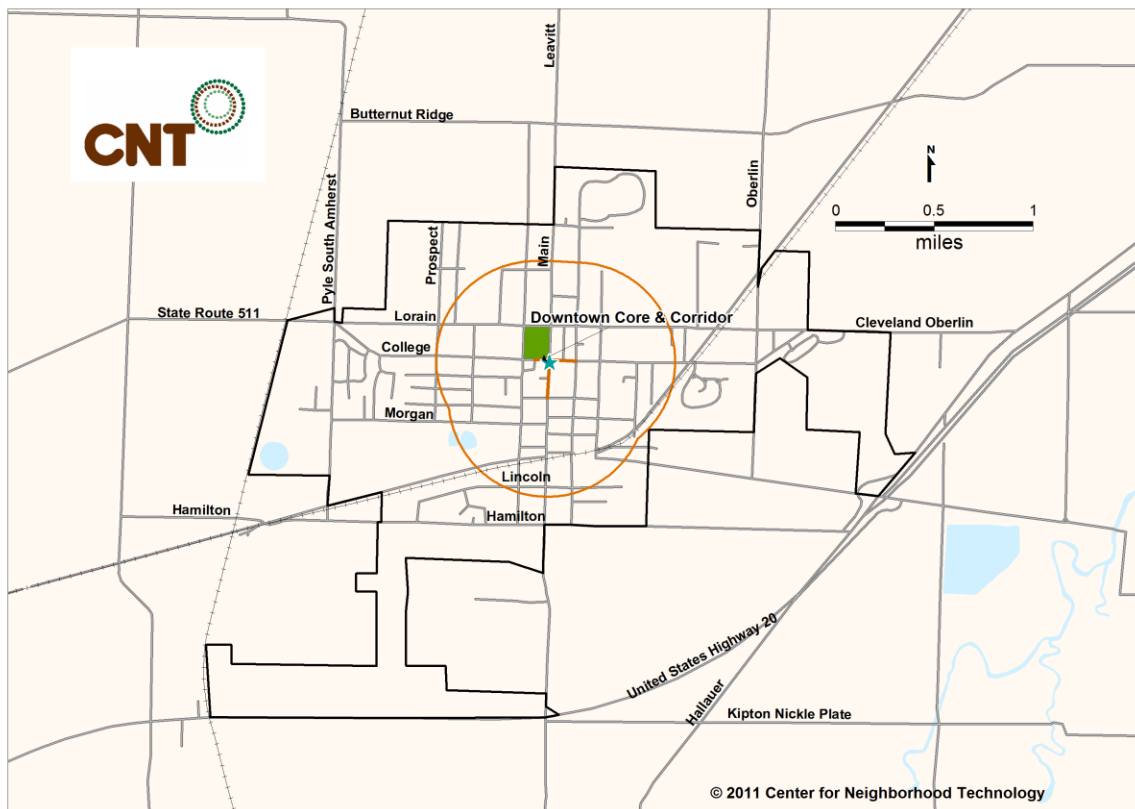 Leavitt
CNT
Butternut Ridge
Oberlin
N
Pyle South Amherst
0 0.5 1
miles
Prospect
Main
State Route 511
Lorain
Downtown Core & Corridor
Cleveland Oberlin
College
Morgan
Lincoln
Hamilton
Hamilton
United States Highway 20
Hallauer
Kipton Nickle Plate
© 2011 Center for Neighborhood Technology